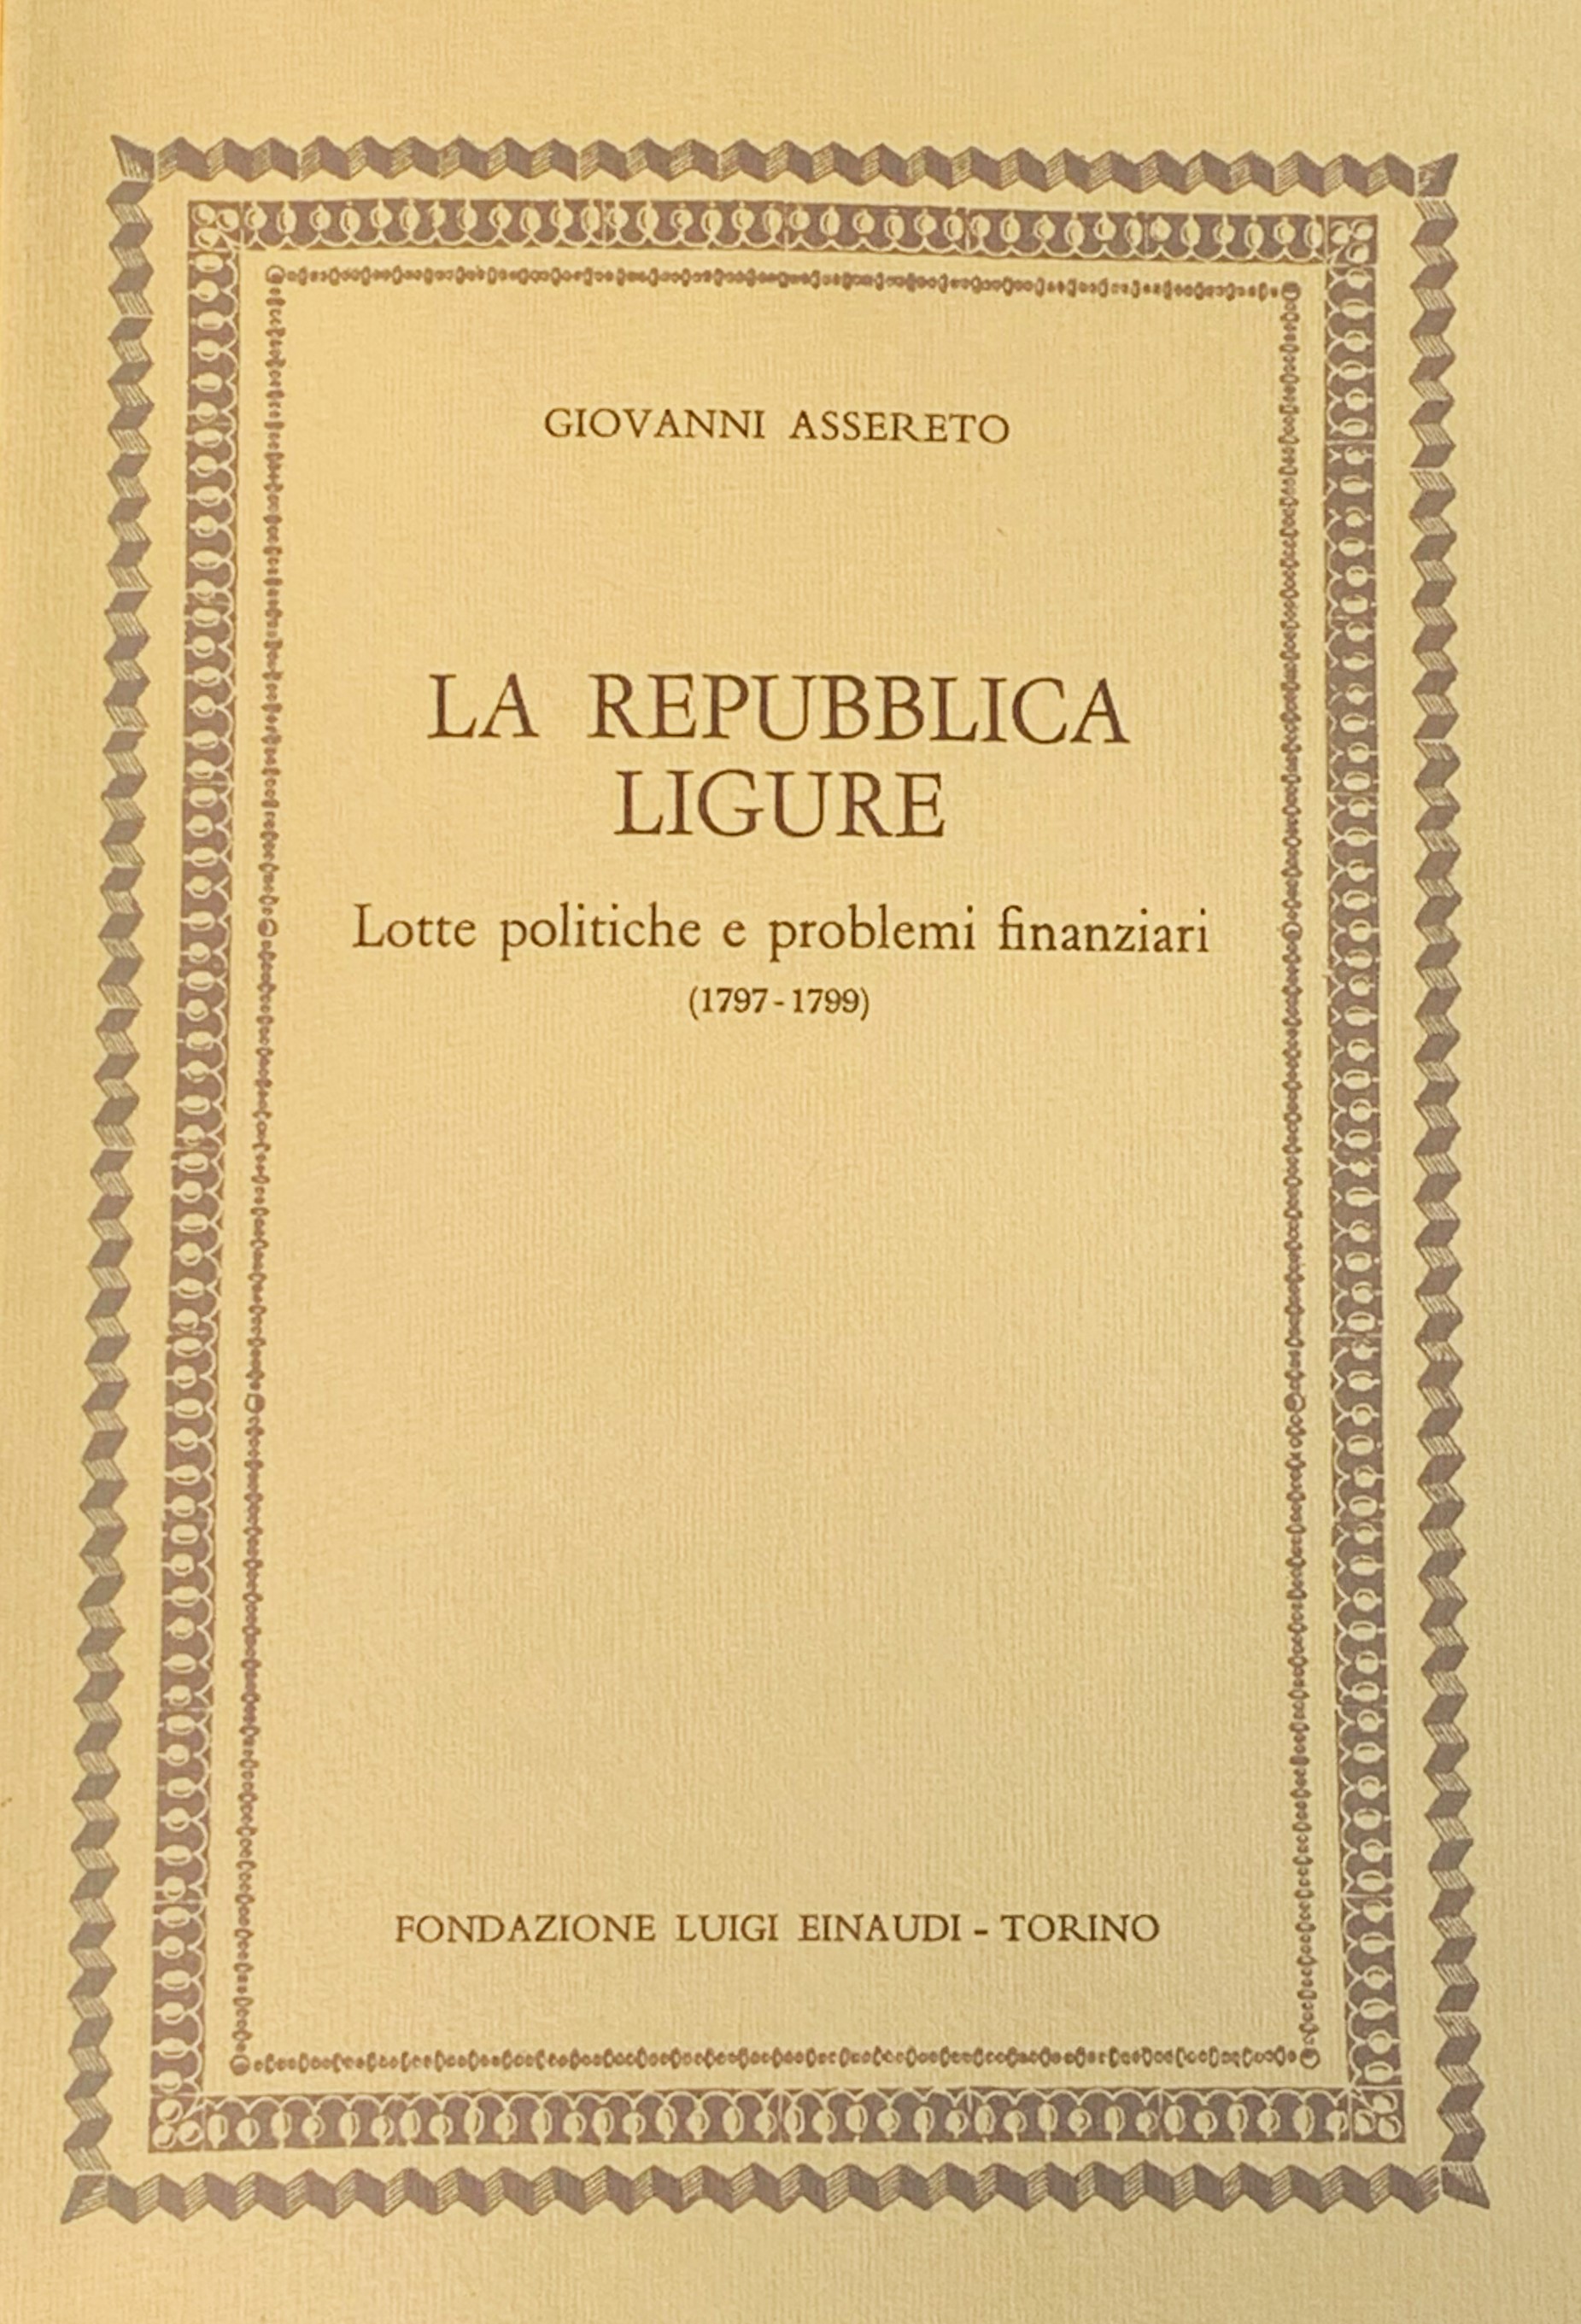 GIOVANNI ASSERETO
LA REPUBBLICA
LIGURE
Lotte politiche e problemi finanziari
(1797-1799)
FONDAZIONE LUIGI EINAUDI - TORINO